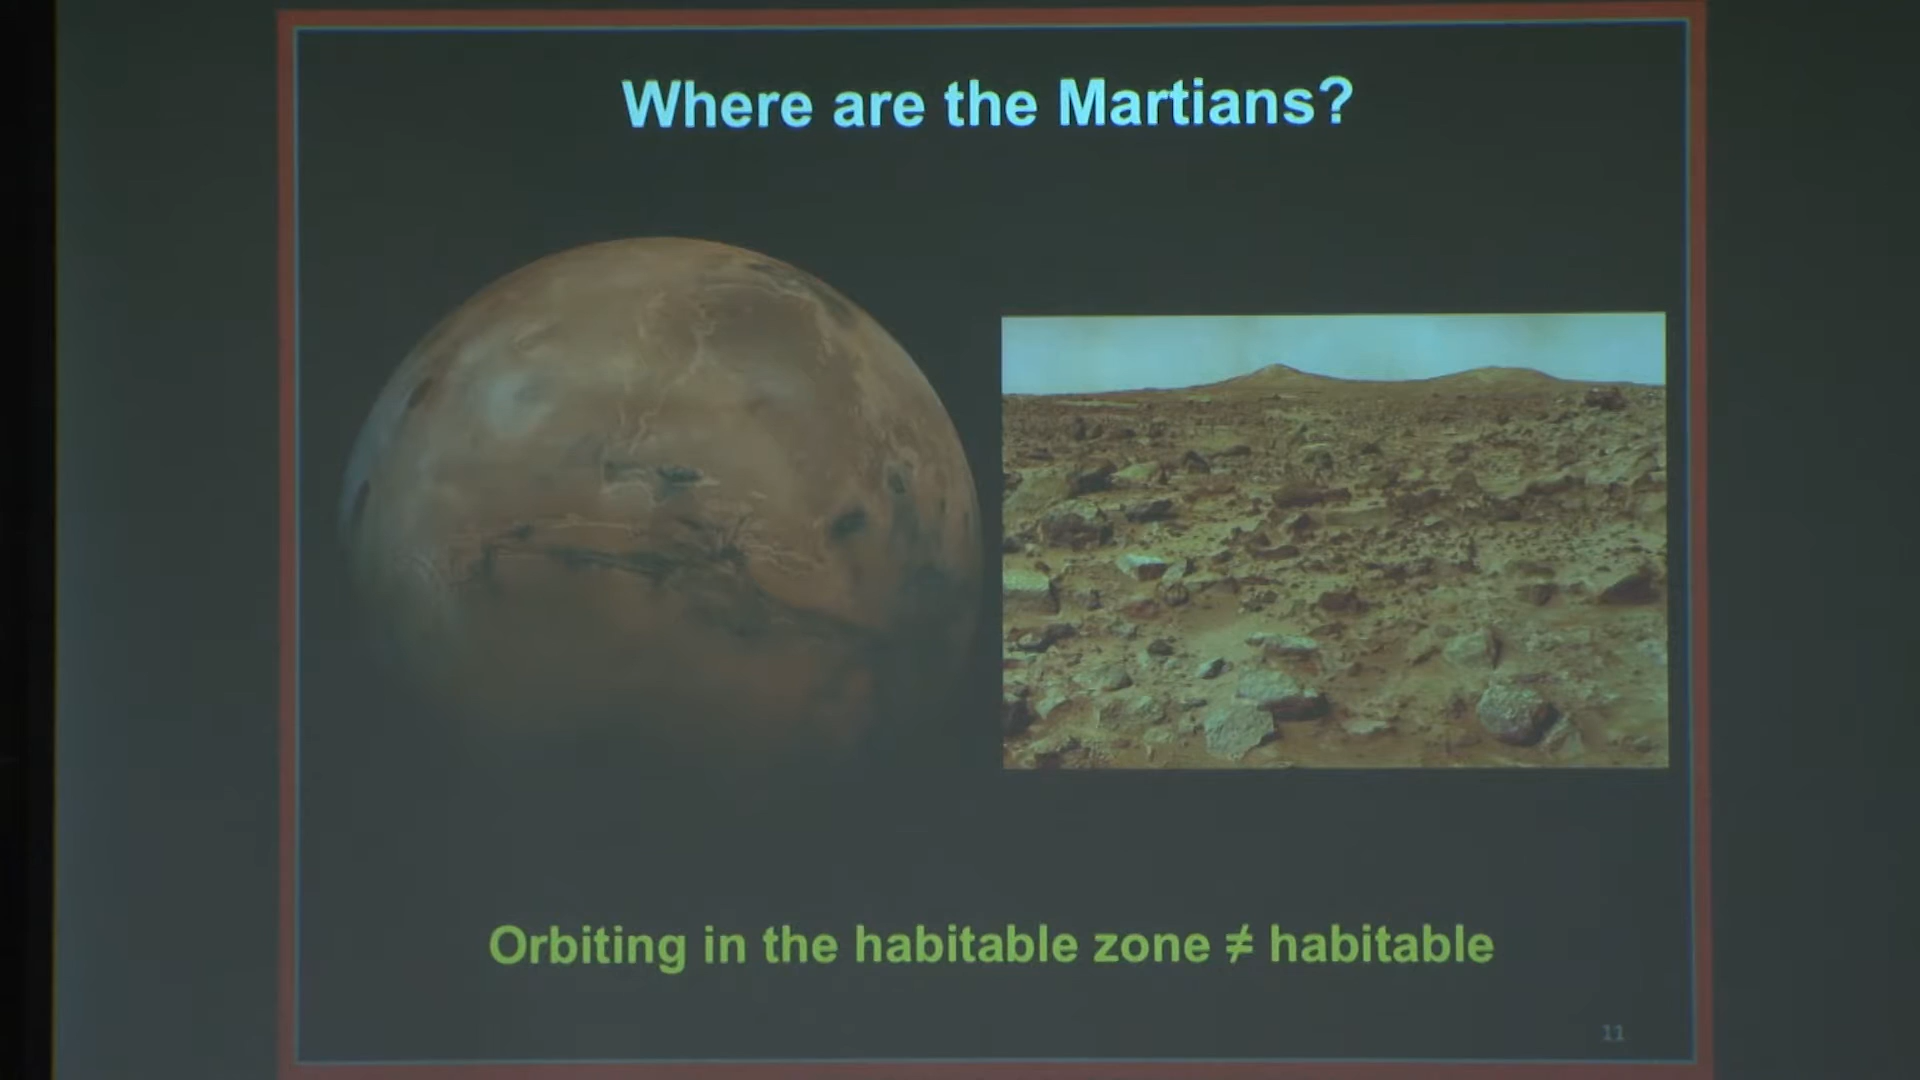 Where are the Martians?
Orbiting in the habitable zone ≠ habitable
11